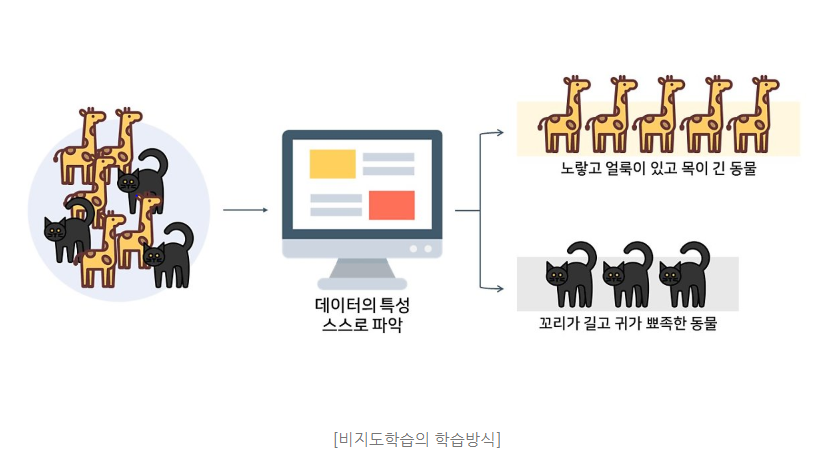 노랗고 얼룩이 있고 목이 긴 동물
데이터의 특성
스스로 파악
꼬리가 길고 귀가 뾰족한 동물
[비지도학습의 학습방식]